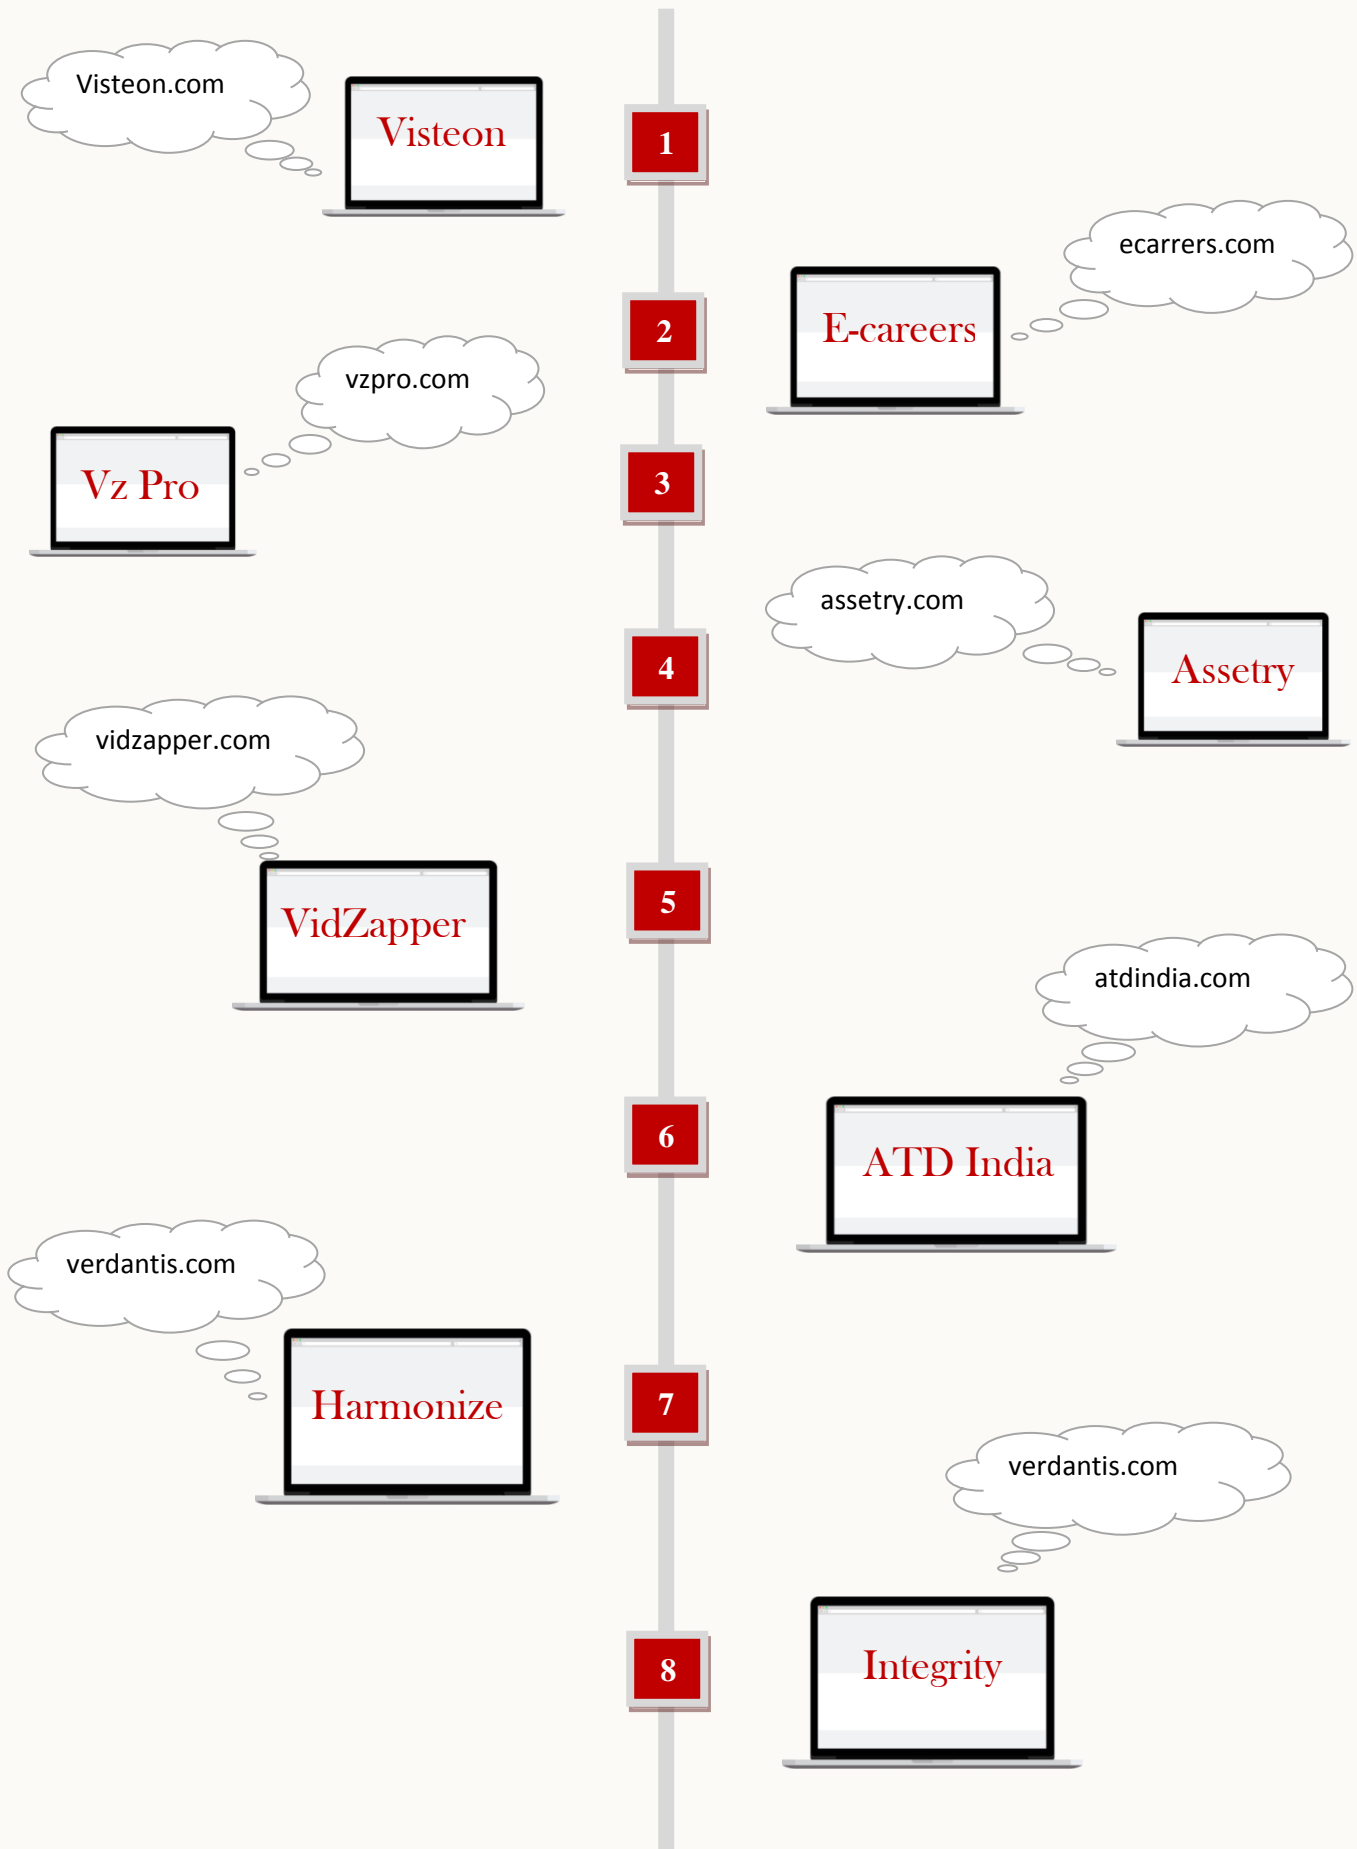 Visteon.com
Visteon
1
ecarrers.com
2
E-careers
vzpro.com
Vz Pro
3
assetry.com
4
Assetry
vidzapper.com
VidZapper
5
atdindia.com
6
ATD India
verdantis.com
Harmonize
7
verdantis.com
8
Integrity